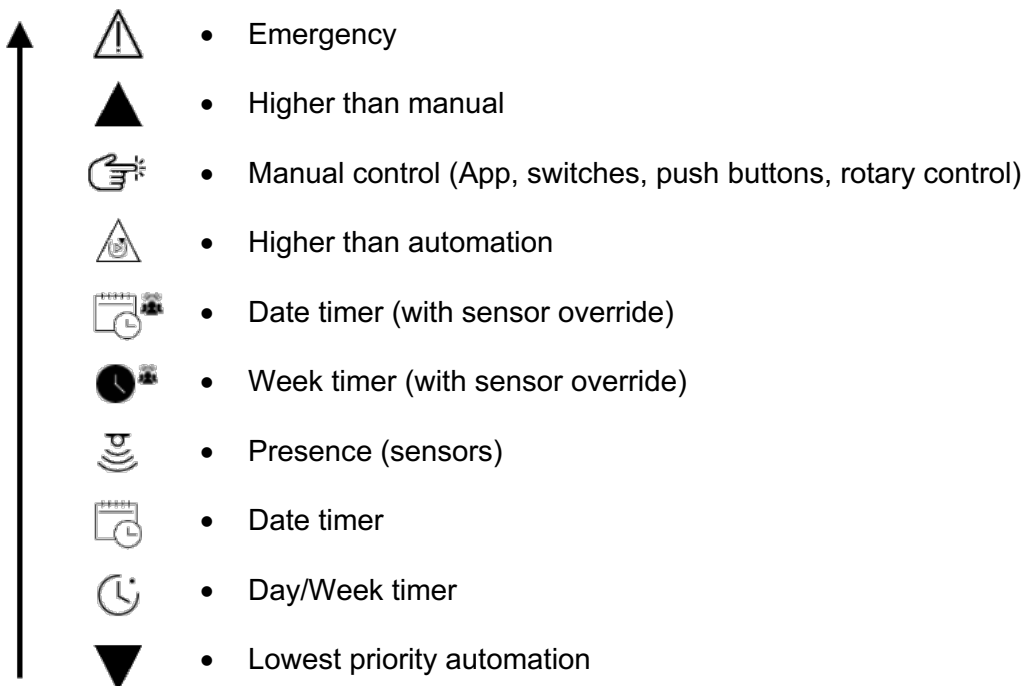 • Emergency
• Higher than manual
• Manual control (App, switches, push buttons, rotary control)
• Higher than automation
• Date timer (with sensor override)
• Week timer (with sensor override)
• Presence (sensors)
• Date timer
• Day/Week timer
• Lowest priority automation